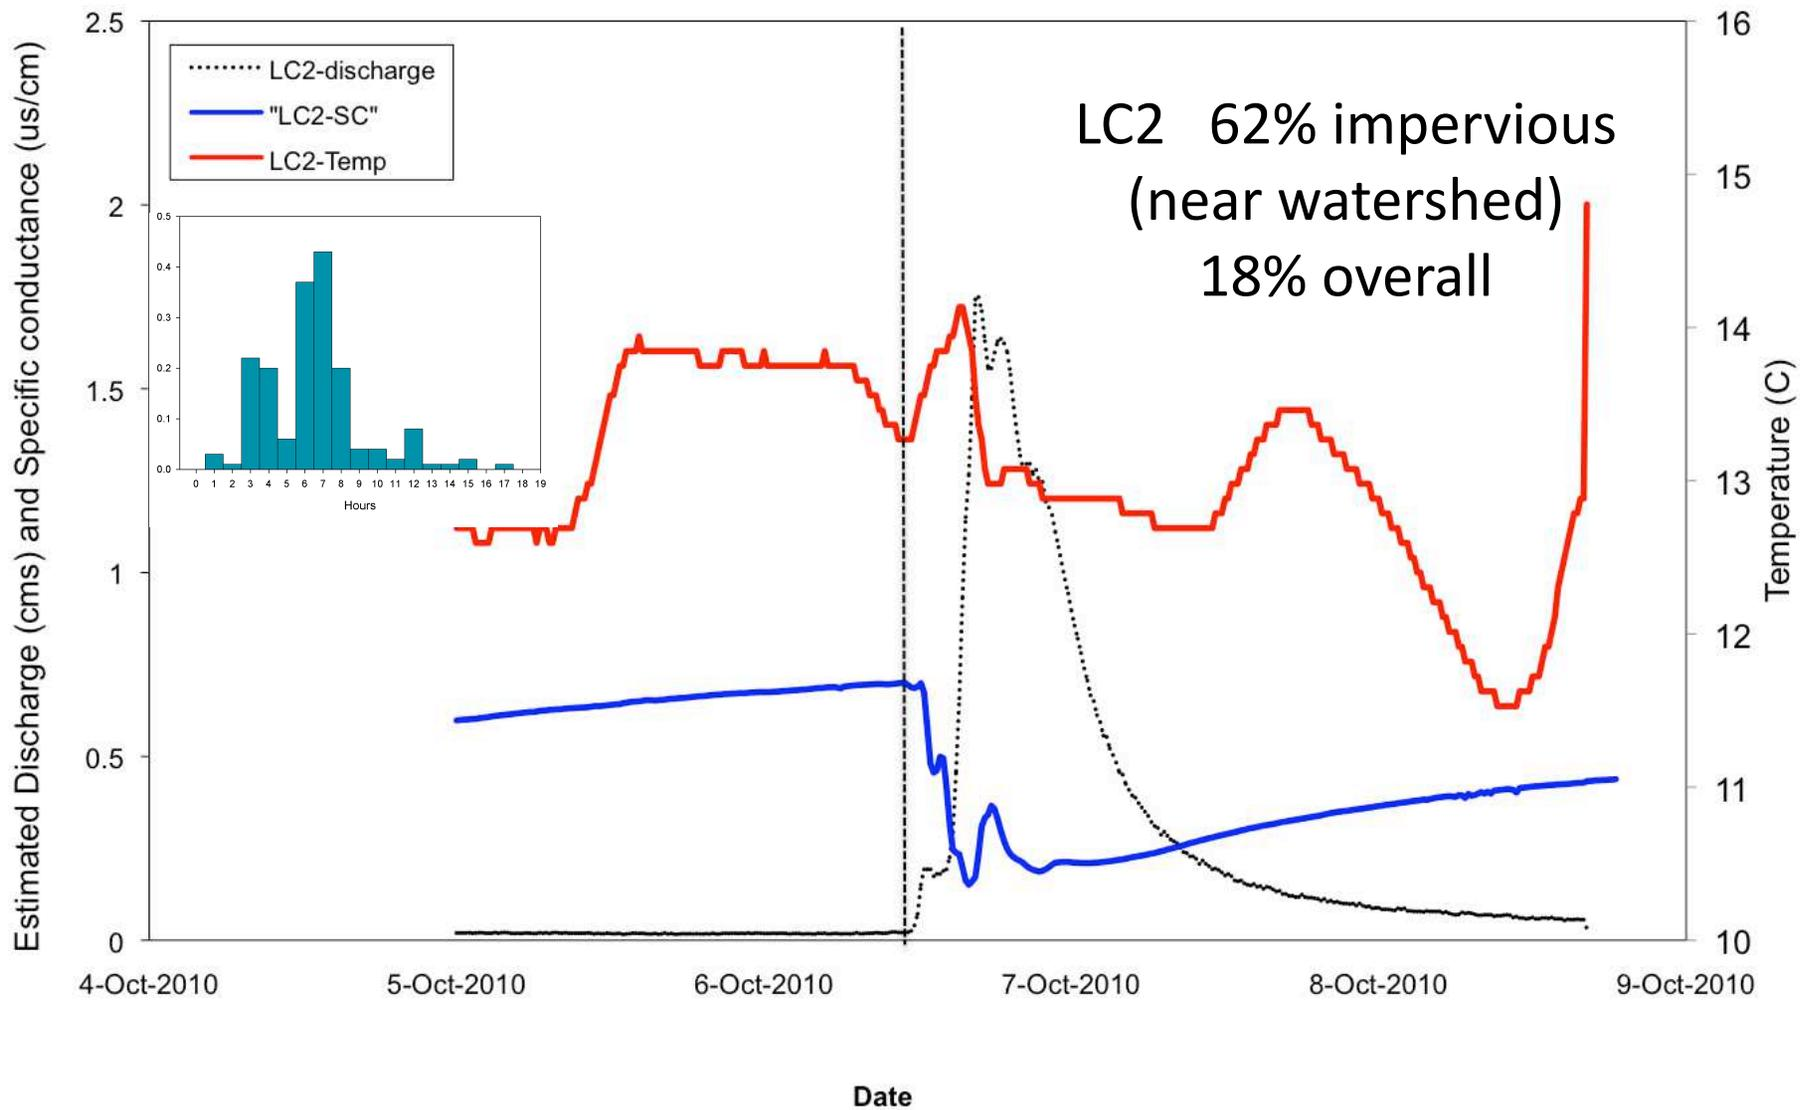 Estimated Discharge (cms) and Specific conductance (us/cm)
2.5
2
1.5
1
0.5
0
LC2-discharge
"LC2-SC"
LC2-Temp
0.5
0.4
0.3
0.2
0.1
0.0
0 1 2 3 4 5 6 7 8 9 10 11 12 13 14 15 16 17 18 19
Hours
LC2 62% impervious
(near watershed)
18% overall
16
15
14
13
12
11
10
Temperature (C)
4-Oct-2010 5-Oct-2010 6-Oct-2010 7-Oct-2010 8-Oct-2010 9-Oct-2010
Date